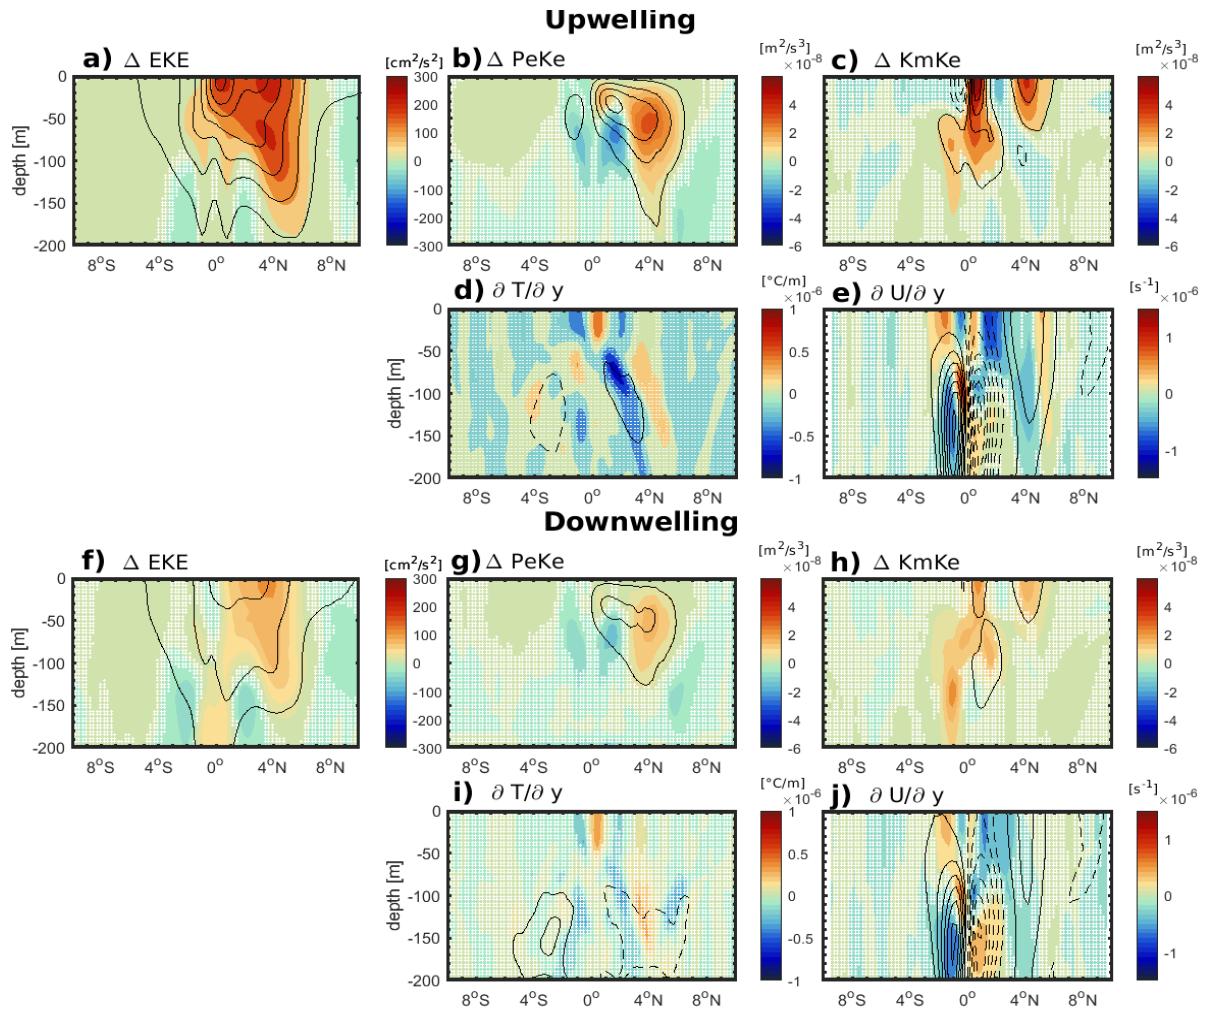 Upwelling
a) Δ EKE
[cm²/s²]
b) Δ PeKe
[m²/s³]
×10⁻⁸
c) Δ KmKe
[m²/s³]
×10⁻⁸
depth [m]
0
-50
-100
-150
-200
8°S 4°S 0° 4°N 8°N
300
200
100
0
-100
-200
-300
8°S 4°S 0° 4°N 8°N
4
2
0
-2
-4
-6
8°S 4°S 0° 4°N 8°N
4
2
0
-2
-4
-6
d) ∂ T/∂ y
[°C/m]
×10⁻⁶
e) ∂ U/∂ y
[s⁻¹]
×10⁻⁶
depth [m]
0
-50
-100
-150
-200
8°S 4°S 0° 4°N 8°N
1
0.5
0
-0.5
-1
8°S 4°S 0° 4°N 8°N
1
0
-1
Downwelling
f) Δ EKE
[cm²/s²]
g) Δ PeKe
[m²/s³]
×10⁻⁸
h) Δ KmKe
[m²/s³]
×10⁻⁸
depth [m]
0
-50
-100
-150
-200
8°S 4°S 0° 4°N 8°N
300
200
100
0
-100
-200
-300
8°S 4°S 0° 4°N 8°N
4
2
0
-2
-4
-6
8°S 4°S 0° 4°N 8°N
4
2
0
-2
-4
-6
i) ∂ T/∂ y
[°C/m]
×10⁻⁶
j) ∂ U/∂ y
[s⁻¹]
×10⁻⁶
depth [m]
0
-50
-100
-150
-200
8°S 4°S 0° 4°N 8°N
1
0.5
0
-0.5
-1
8°S 4°S 0° 4°N 8°N
1
0
-1